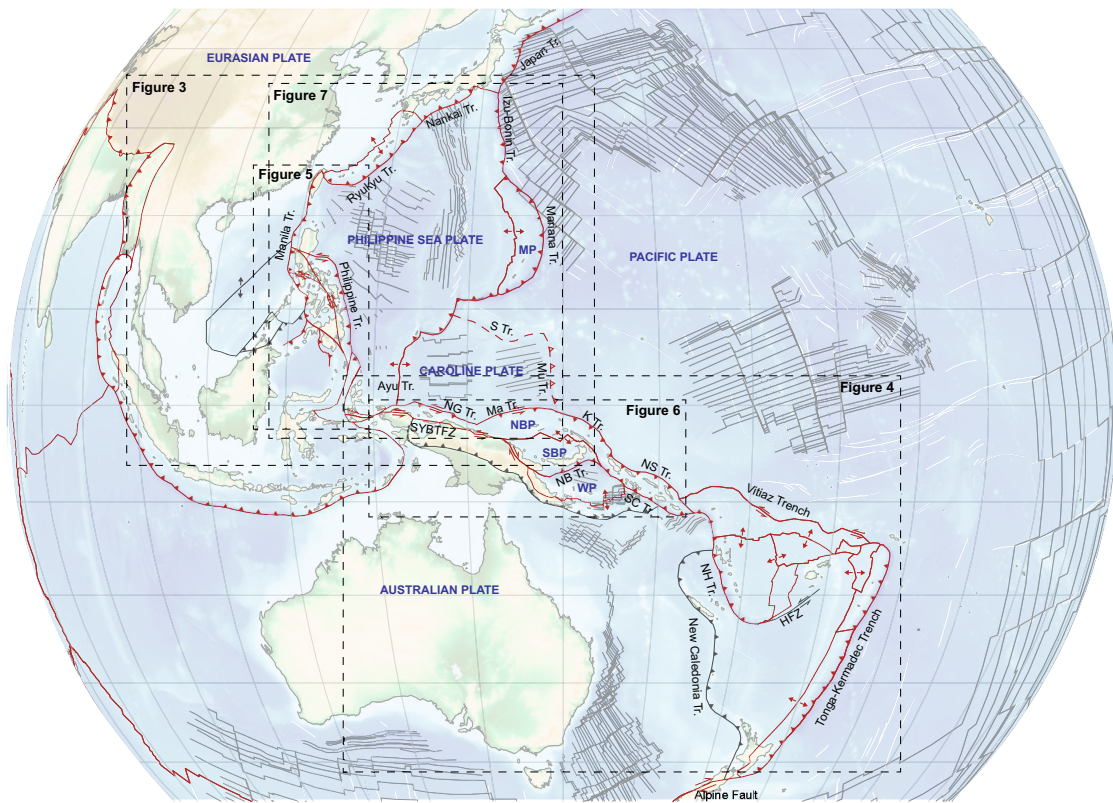 Japan Tr.
EURASIAN PLATE
Figure 3
Figure 7
Nankai Tr.
Izu-Bonin Tr.
Figure 5
Ryukyu Tr.
Manila Tr.
PHILIPPINE SEA PLATE
MP
Mariana Tr.
PACIFIC PLATE
Philippine Tr.
S Tr.
CAROLINE PLATE
Mu Tr.
Ayu Tr.
Figure 4
NG Tr.
Ma Tr.
K Tr.
Figure 6
SYBTFZ
NBP
SBP
NS Tr.
NB Tr.
WP
SC Tr.
Vitiaz Trench
AUSTRALIAN PLATE
NH Tr.
HFZ
New Caledonia Tr.
Tonga-Kermadec Trench
Alpine Fault